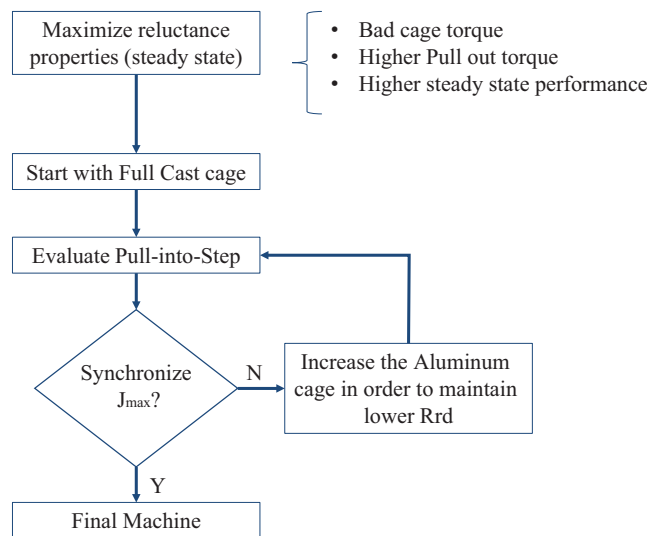 Maximize reluctance
properties (steady state)
• Bad cage torque
• Higher Pull out torque
• Higher steady state performance
Start with Full Cast cage
Evaluate Pull-into-Step
Synchronize
Jmax?
N
Increase the Aluminum
cage in order to maintain
lower Rrd
Y
Final Machine